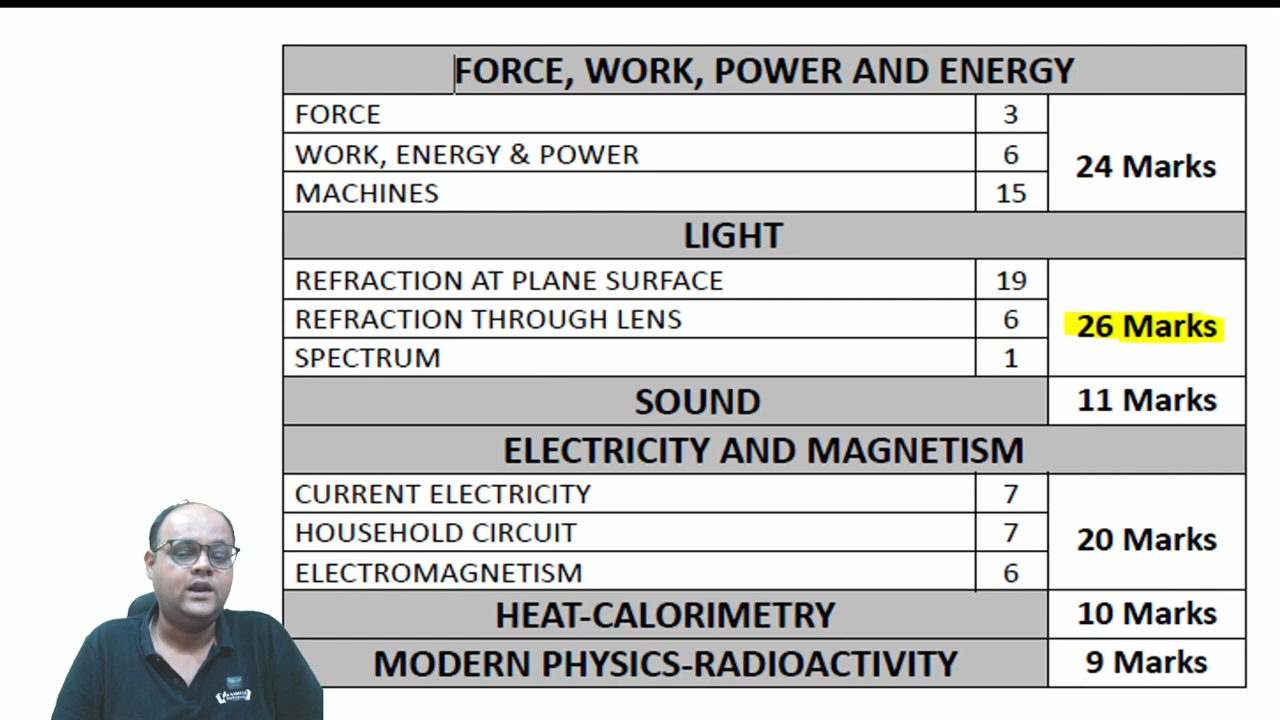 FORCE, WORK, POWER AND ENERGY
FORCE 3
WORK, ENERGY & POWER 6
MACHINES 15
24 Marks
LIGHT
REFRACTION AT PLANE SURFACE 19
REFRACTION THROUGH LENS 6
SPECTRUM 1
26 Marks
SOUND 11 Marks
ELECTRICITY AND MAGNETISM
CURRENT ELECTRICITY 7
HOUSEHOLD CIRCUIT 7
ELECTROMAGNETISM 6
20 Marks
HEAT-CALORIMETRY 10 Marks
MODERN PHYSICS-RADIOACTIVITY 9 Marks